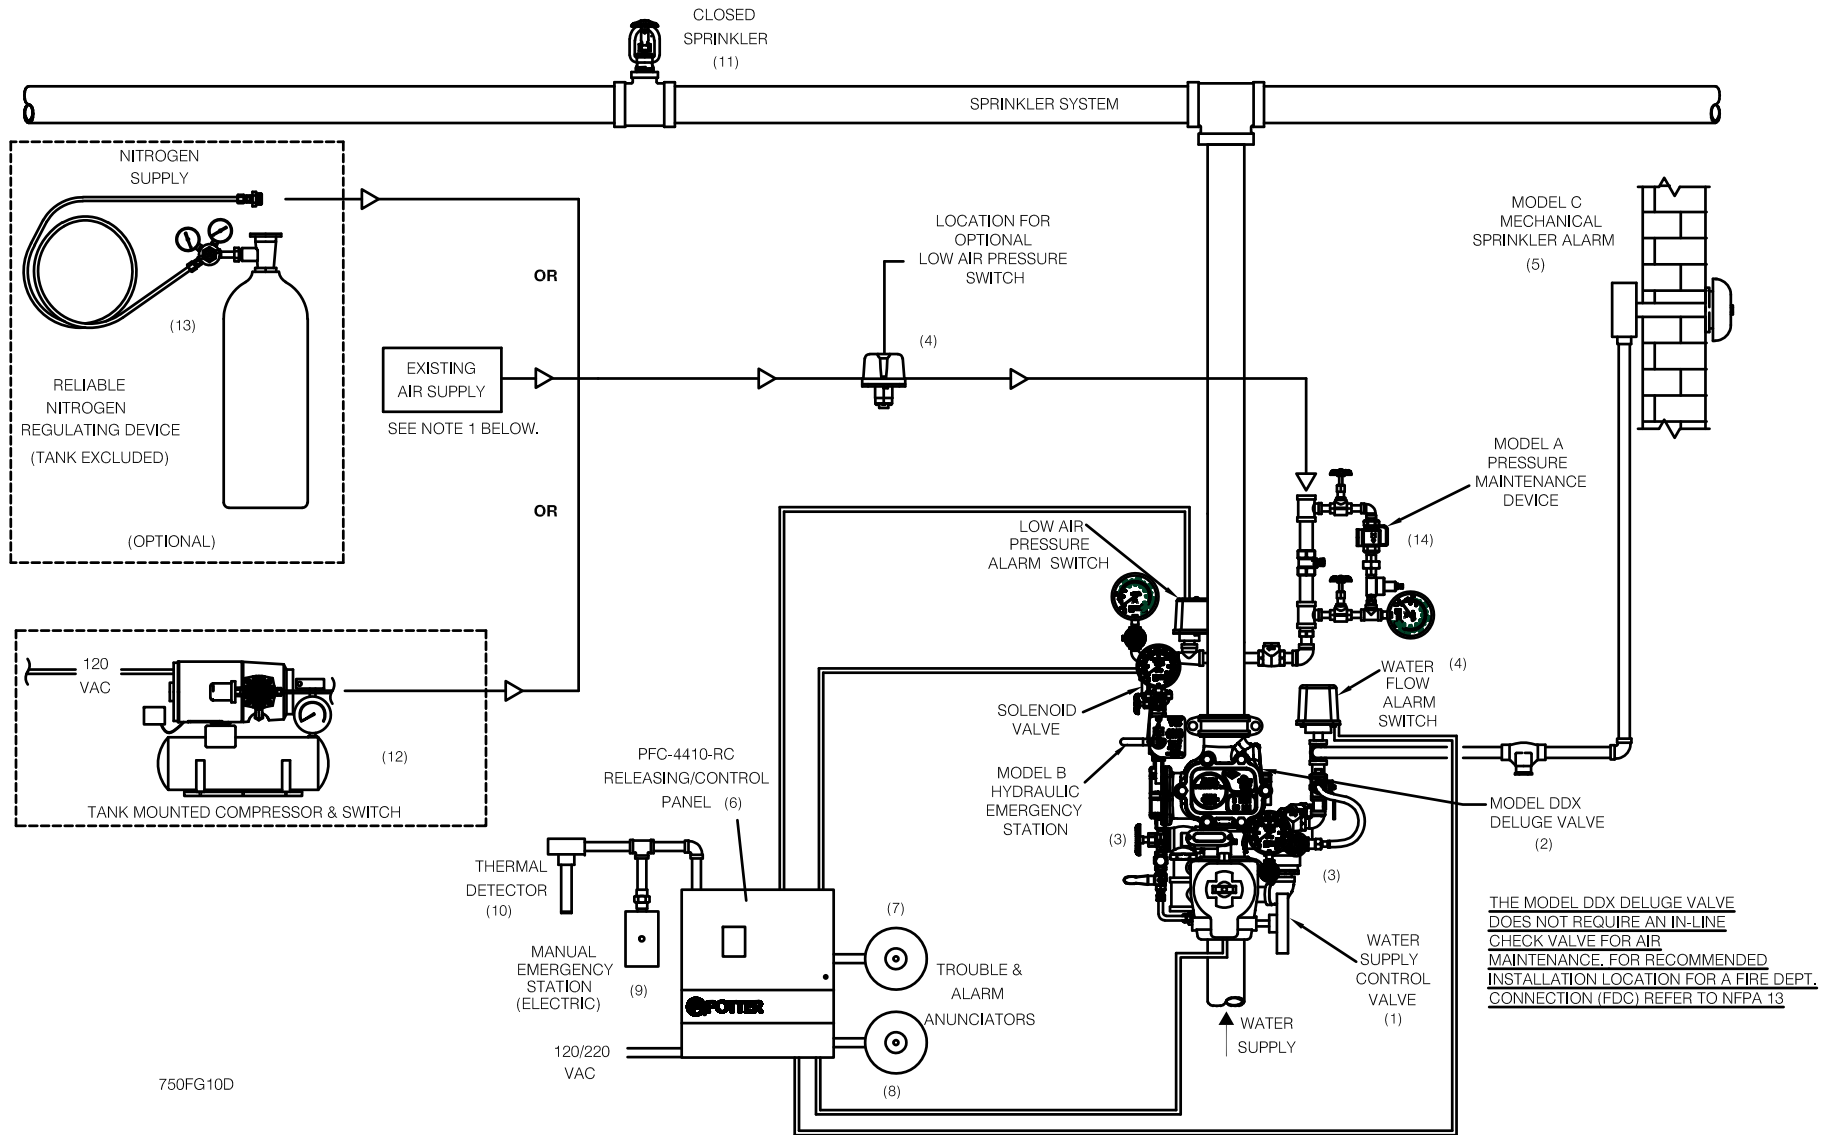 CLOSED
SPRINKLER
(11)
SPRINKLER SYSTEM
NITROGEN
SUPPLY
(13)
RELIABLE
NITROGEN
REGULATING DEVICE
(TANK EXCLUDED)
(OPTIONAL)
OR
OR
EXISTING
AIR SUPPLY
SEE NOTE 1 BELOW.
LOCATION FOR
OPTIONAL
LOW AIR PRESSURE
SWITCH
(4)
MODEL C
MECHANICAL
SPRINKLER ALARM
(5)
MODEL A
PRESSURE
MAINTENANCE
DEVICE
(14)
LOW AIR
PRESSURE
ALARM SWITCH
120
VAC
(12)
TANK MOUNTED COMPRESSOR & SWITCH
SOLENOID
VALVE
MODEL B
HYDRAULIC
EMERGENCY
STATION
(3)
(4)
WATER
FLOW
ALARM
SWITCH
MODEL DDX
DELUGE VALVE
(2)
(3)
PFC-4410-RC
RELEASING/CONTROL
PANEL (6)
THERMAL
DETECTOR
(10)
MANUAL
EMERGENCY
STATION
(ELECTRIC)
(9)
POTTER
(7)
TROUBLE &
ALARM
ANUNCIATORS
(8)
120/220
VAC
WATER
SUPPLY
CONTROL
VALVE
(1)
WATER
SUPPLY
THE MODEL DDX DELUGE VALVE
DOES NOT REQUIRE AN IN-LINE
CHECK VALVE FOR AIR
MAINTENANCE. FOR RECOMMENDED
INSTALLATION LOCATION FOR A FIRE DEPT.
CONNECTION (FDC) REFER TO NFPA 13
750FG10D